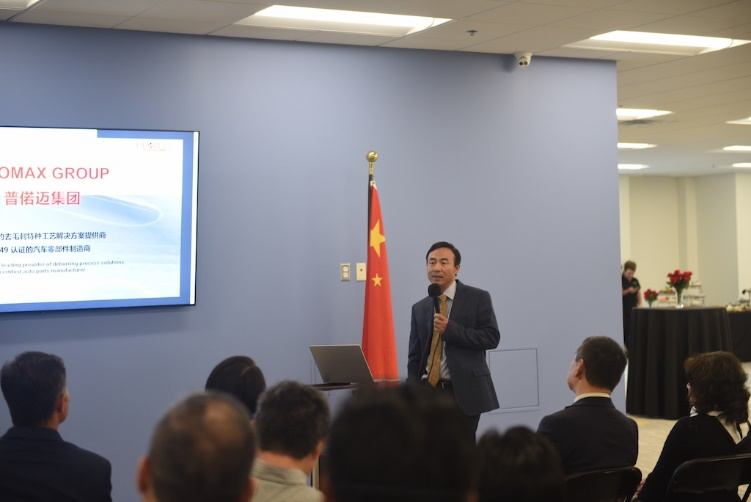 OMAX GROUP
普偌迈集团
的去毛刺特种工艺解决方案提供商
49 认证的汽车零部件制造商
leading provider of deburring process solutions
certified auto parts manufacturer